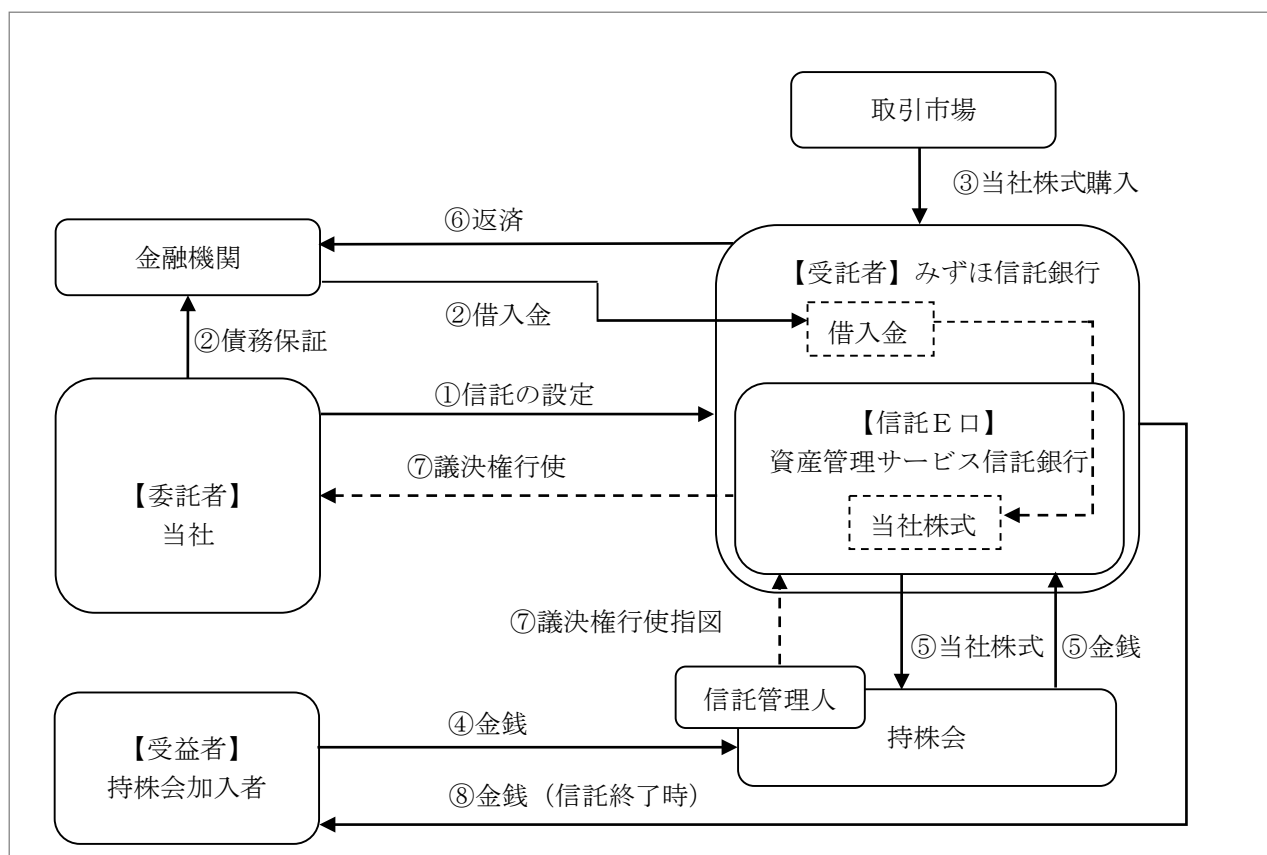 取引市場
③当社株式購入
⑥返済
金融機関
【受託者】みずほ信託銀行
②借入金
借入金
②債務保証
①信託の設定
【信託E口】
資産管理サービス信託銀行
⑦議決権行使
【委託者】
当社
当社株式
⑦議決権行使指図
⑤当社株式
⑤金銭
信託管理人
④金銭
持株会
【受益者】
持株会加入者
⑧金銭（信託終了時）